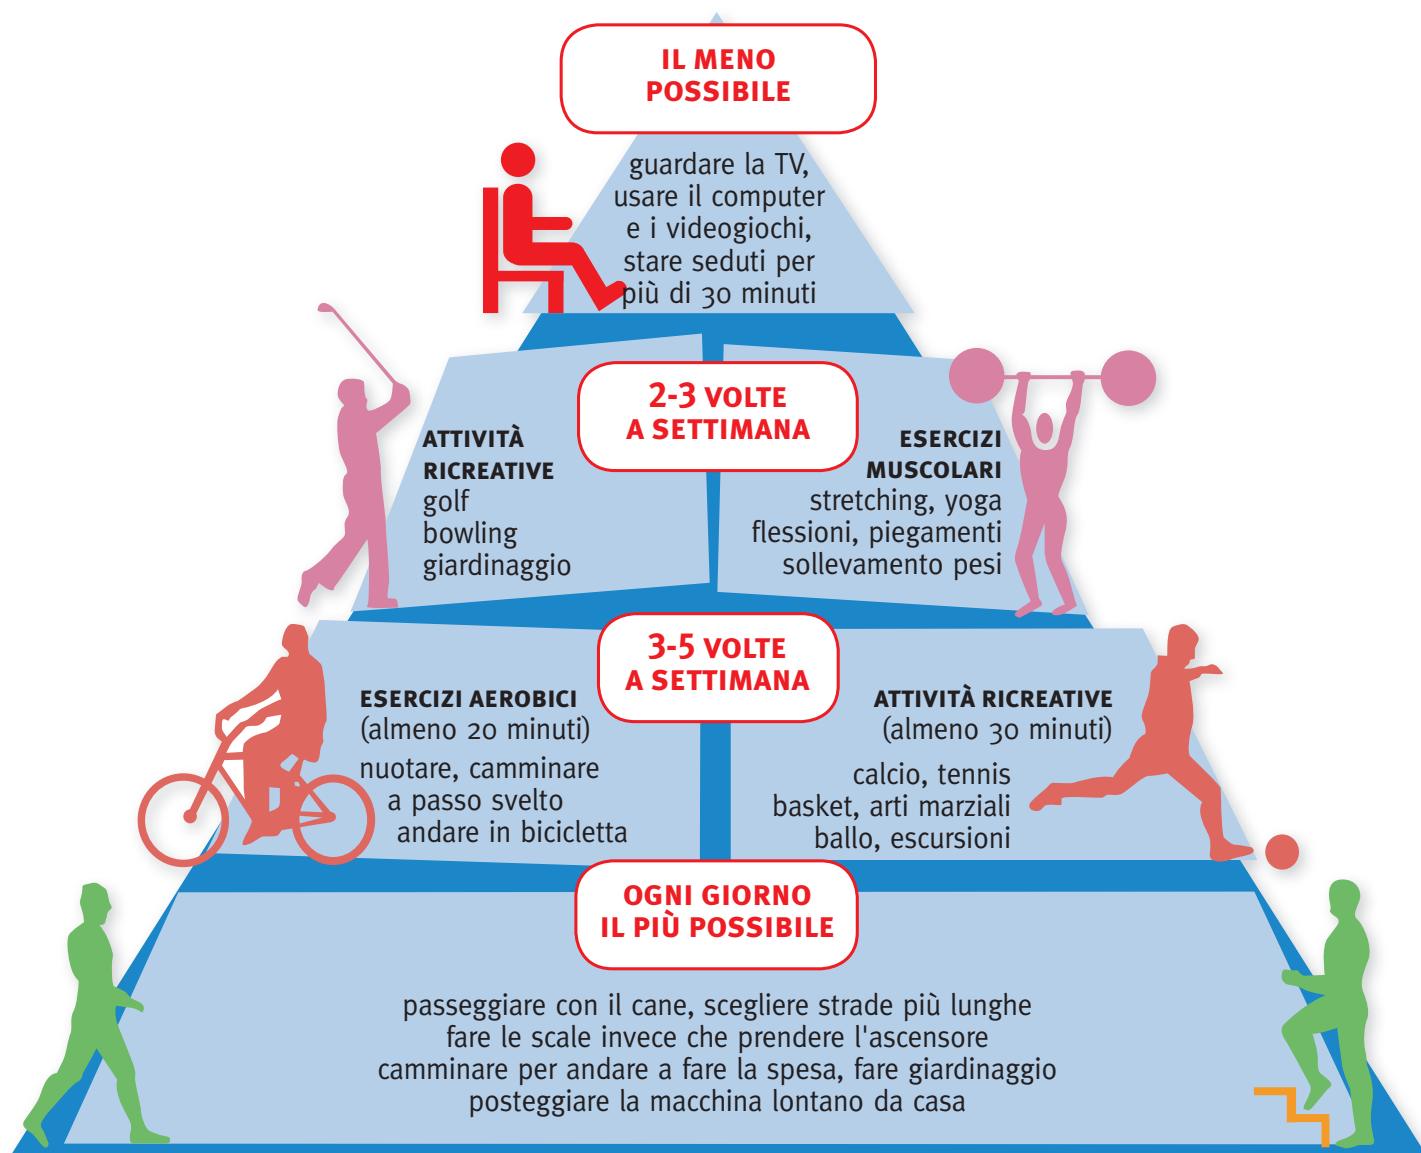 IL MENO
POSSIBILE
guardare la TV,
usare il computer
e i videogiochi,
stare seduti per
più di 30 minuti
2-3 VOLTE
A SETTIMANA
ATTIVITÀ
RICREATIVE
golf
bowling
giardinaggio
ESERCIZI
MUSCOLARI
stretching, yoga
flessioni, piegamenti
sollevamento pesi
3-5 VOLTE
A SETTIMANA
ESERCIZI AEROBICI
(almeno 20 minuti)
nuotare, camminare
a passo svelto
andare in bicicletta
ATTIVITÀ RICREATIVE
(almeno 30 minuti)
calcio, tennis
basket, arti marziali
ballo, escursioni
OGNI GIORNO
IL PIÙ POSSIBILE
passeggiare con il cane, scegliere strade più lunghe
fare le scale invece che prendere l'ascensore
camminare per andare a fare la spesa, fare giardinaggio
posteggiare la macchina lontano da casa